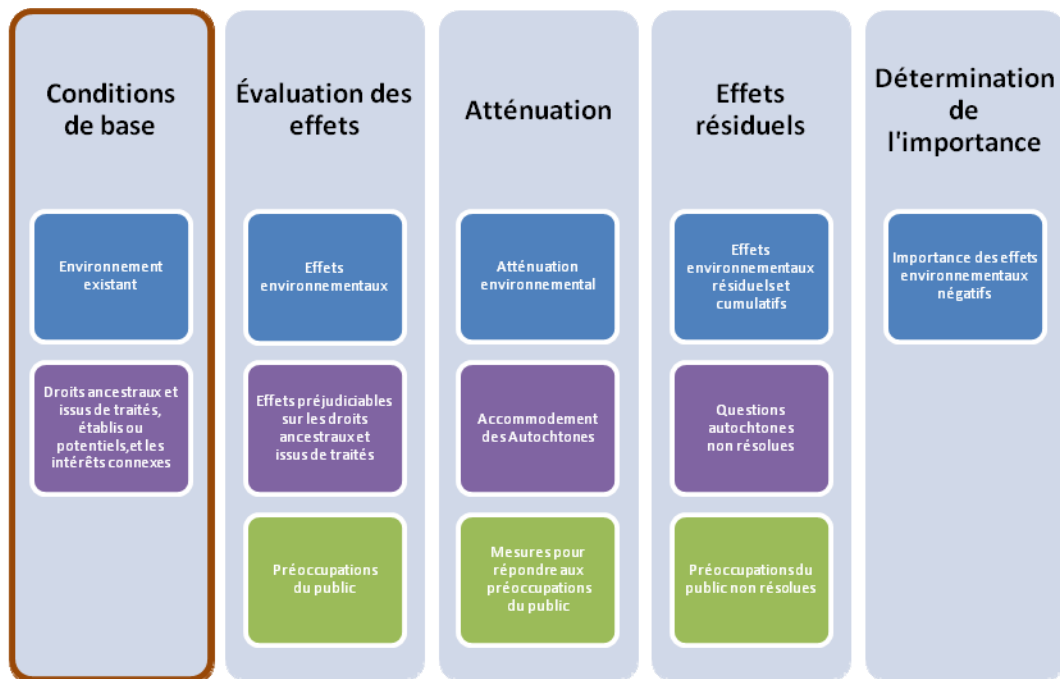 Conditions
de base
Environnement
existant
Droits ancestraux et
issus de traités,
établis ou
potentiels,et les
intérêts connexes
Évaluation des
effets
Effets
environnementaux
Effets préjudiciables
sur les droits
ancestraux et
issus de traités
Préoccupations
du public
Atténuation
Atténuation
environnemental
Accommodement
des Autochtones
Mesures pour
répondre aux
préoccupations
du public
Effets
résiduels
Effets
environnementaux
résiduels et
cumulatifs
Questions
autochtones
non résolues
Préoccupations du
public non résolues
Détermination
de
l'importance
Importance des effets
environnementaux
négatifs